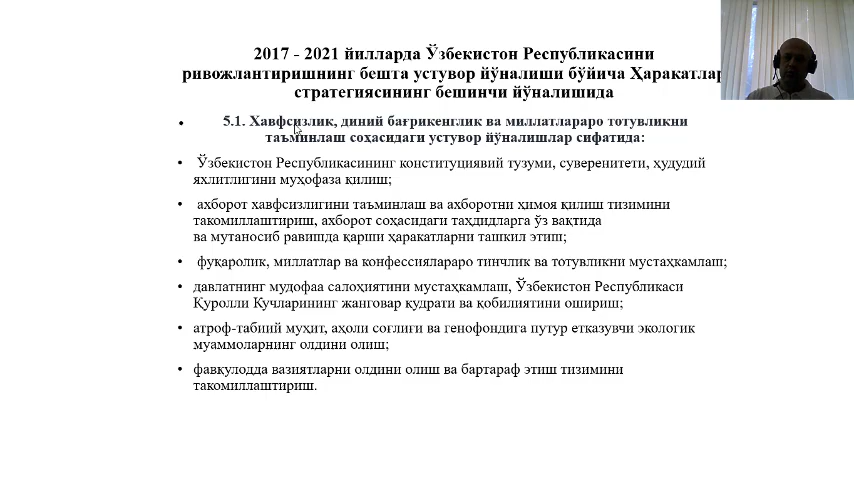 2017 - 2021 йилларда Ўзбекистон Республикасини
ривожлантиришнинг бешта устувор йўналиши бўйича Ҳаракатлар
стратегиясининг бешинчи йўналишида
• 5.1. Хавфсизлик, диний бағрикенглик ва миллатлараро тотувликни
таъминлаш соҳасидаги устувор йўналишлар сифатида:
• Ўзбекистон Республикасининг конституциявий тузуми, суверенитети, ҳудудий
яхлитлигини муҳофаза қилиш;
• ахборот хавфсизлигини таъминлаш ва ахборотни ҳимоя қилиш тизимини
такомиллаштириш, ахборот соҳасидаги таҳдидларга ўз вақтида
ва мутаносиб равишда қарши ҳаракатларни ташкил этиш;
• фуқаролик, миллатлар ва конфессиялараро тинчлик ва тотувликни мустаҳкамлаш;
• давлатнинг мудофаа салоҳиятини мустаҳкамлаш, Ўзбекистон Республикаси
Қуролли Кучларининг жанговар қудрати ва қобилиятини ошириш;
• атроф-табиий муҳит, аҳоли соғлиғи ва генофондига путур етказувчи экологик
муаммоларнинг олдини олиш;
• фавқулодда вазиятларни олдини олиш ва бартараф этиш тизимини
такомиллаштириш.